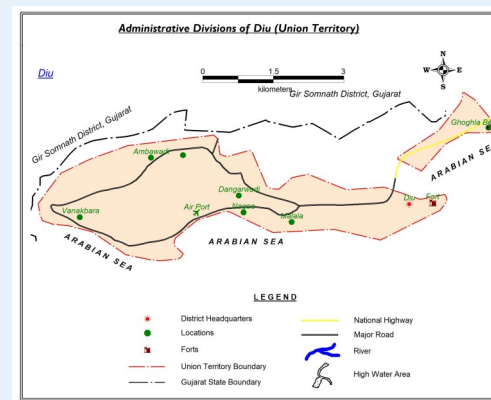 Administrative Divisions of Diu (Union Territory)
N
W E
S
Diu
0 1.5 3
kilometers
Gir Somnath District, Gujarat
Gir Somnath District, Gujarat
Ghoghla
ARABIAN SEA
Ambawadi
Dangarwadi
Vanakbara
Air Port
Nagoa
Malala
Diu
Fort
ARABIAN SEA
ARABIAN SEA
LEGEND
District Headquarters
Locations
Forts
Union Territory Boundary
Gujarat State Boundary
National Highway
Major Road
River
High Water Area